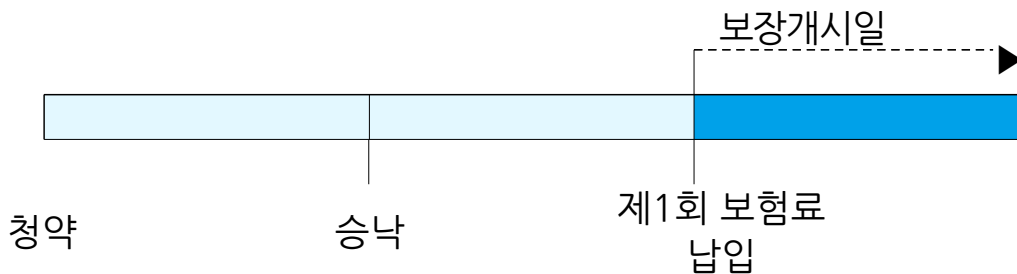 보장개시일
청약
승낙
제1회 보험료
납입